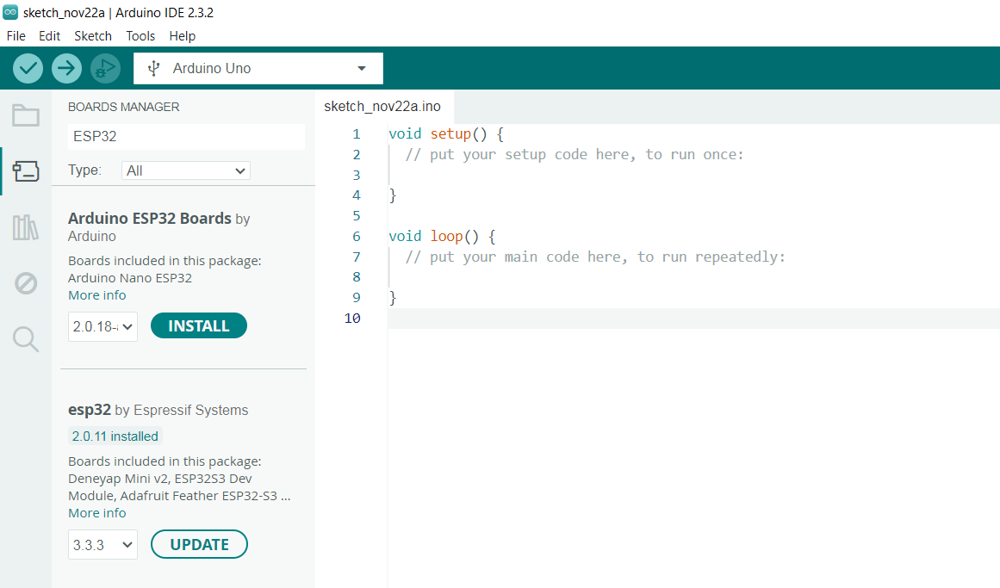 sketch_nov22a | Arduino IDE 2.3.2
File Edit Sketch Tools Help
Arduino Uno
BOARDS MANAGER
ESP32
Type: All
Arduino ESP32 Boards by
Arduino
Boards included in this package:
Arduino Nano ESP32
More info
2.0.18- INSTALL
esp32 by Espressif Systems
2.0.11 installed
Boards included in this package:
Deneyap Mini v2, ESP32S3 Dev
Module, Adafruit Feather ESP32-S3 ...
More info
3.3.3 UPDATE
sketch_nov22a.ino
1 void setup() {
2 // put your setup code here, to run once:
3
4 }
5
6 void loop() {
7 // put your main code here, to run repeatedly:
8
9 }
10